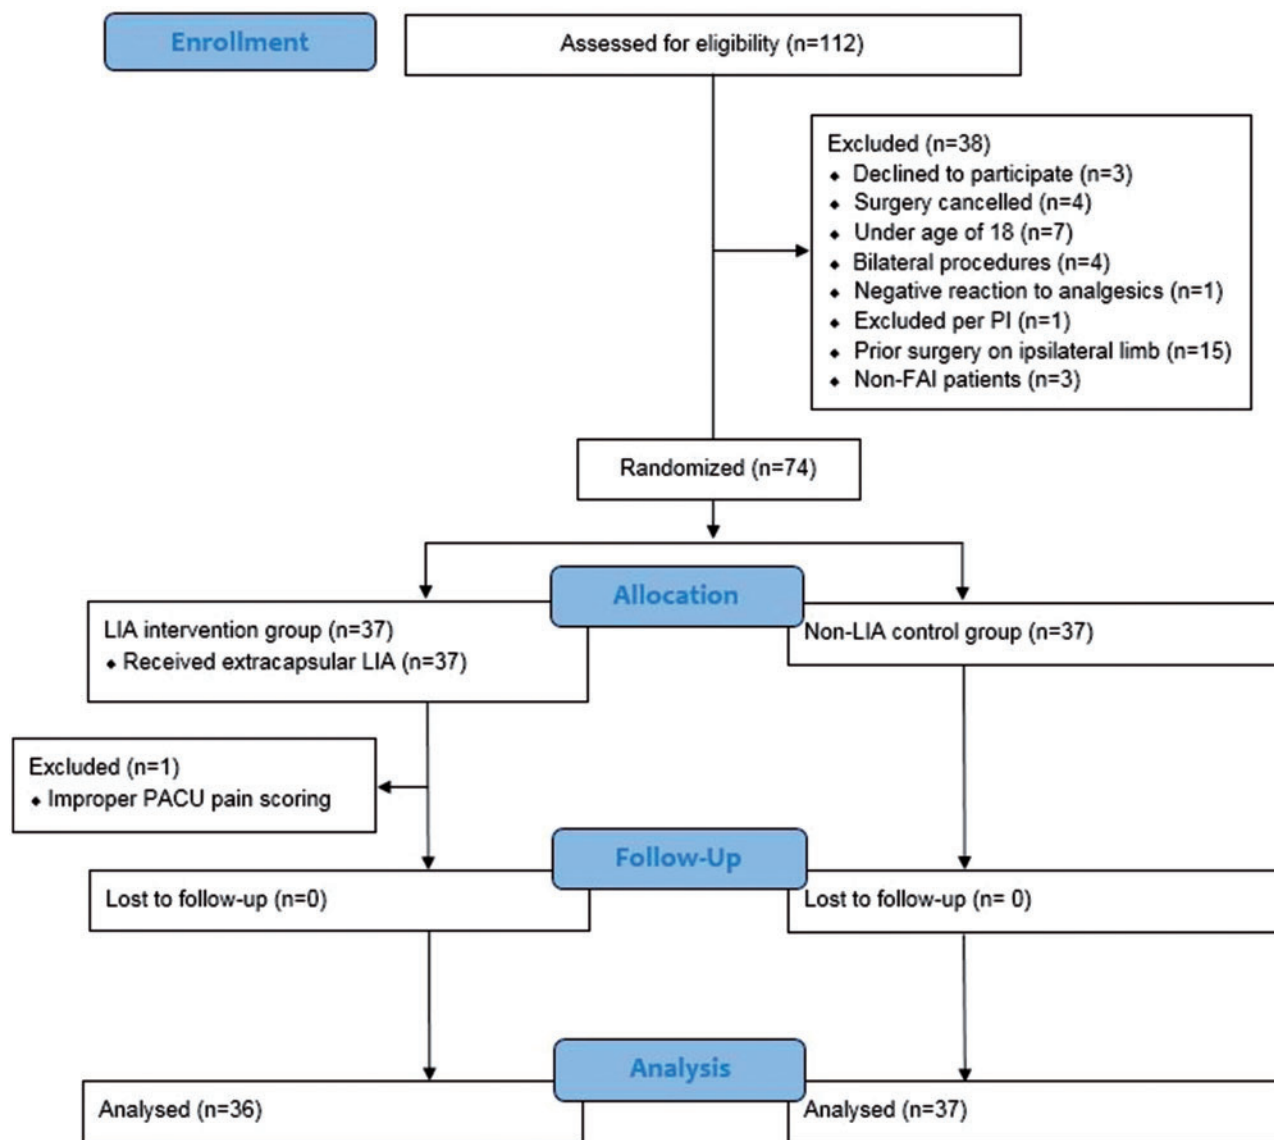 Enrollment
Assessed for eligibility (n=112)
Excluded (n=38)
⬥ Declined to participate (n=3)
⬥ Surgery cancelled (n=4)
⬥ Under age of 18 (n=7)
⬥ Bilateral procedures (n=4)
⬥ Negative reaction to analgesics (n=1)
⬥ Excluded per PI (n=1)
⬥ Prior surgery on ipsilateral limb (n=15)
⬥ Non-FAI patients (n=3)
Randomized (n=74)
Allocation
LIA intervention group (n=37)
⬥ Received extracapsular LIA (n=37)
Non-LIA control group (n=37)
Excluded (n=1)
⬥ Improper PACU pain scoring
Follow-Up
Lost to follow-up (n=0)
Lost to follow-up (n= 0)
Analysis
Analysed (n=36)
Analysed (n=37)